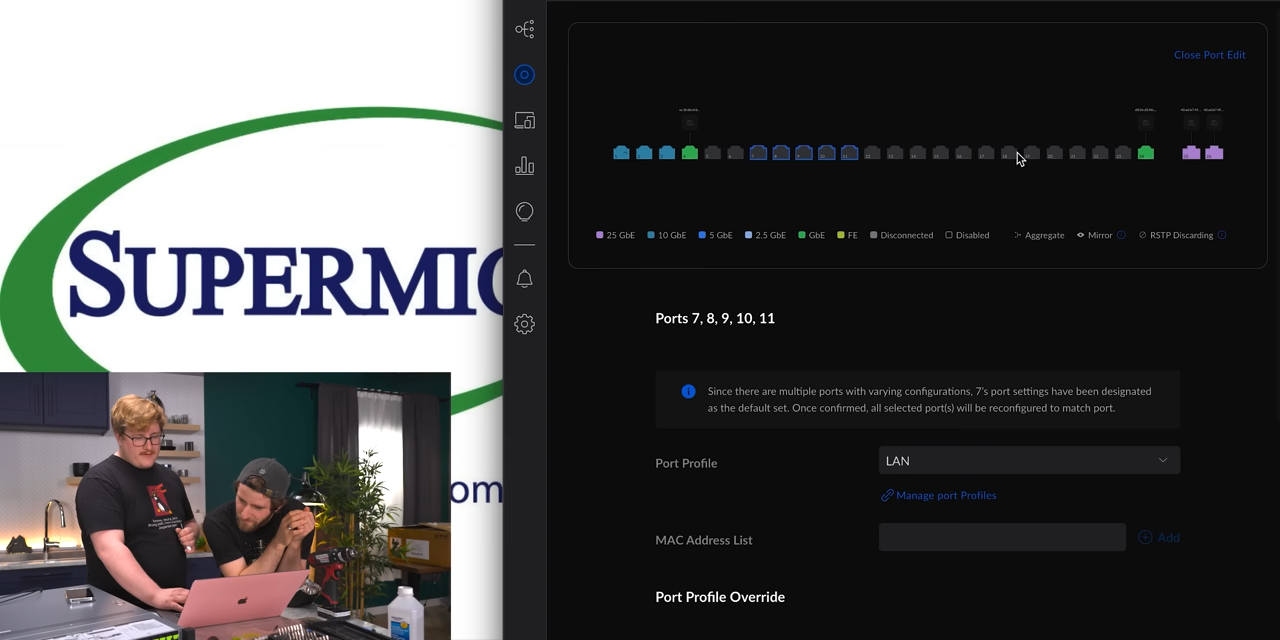 SUPERMIC
om
Close Port Edit
25 GbE
10 GbE
5 GbE
2.5 GbE
GbE
FE
Disconnected
Disabled
Aggregate
Mirror
RSTP Discarding
Ports 7, 8, 9, 10, 11
Since there are multiple ports with varying configurations, 7's port settings have been designated
as the default set. Once confirmed, all selected port(s) will be reconfigured to match port.
Port Profile
LAN
Manage port Profiles
MAC Address List
Add
Port Profile Override